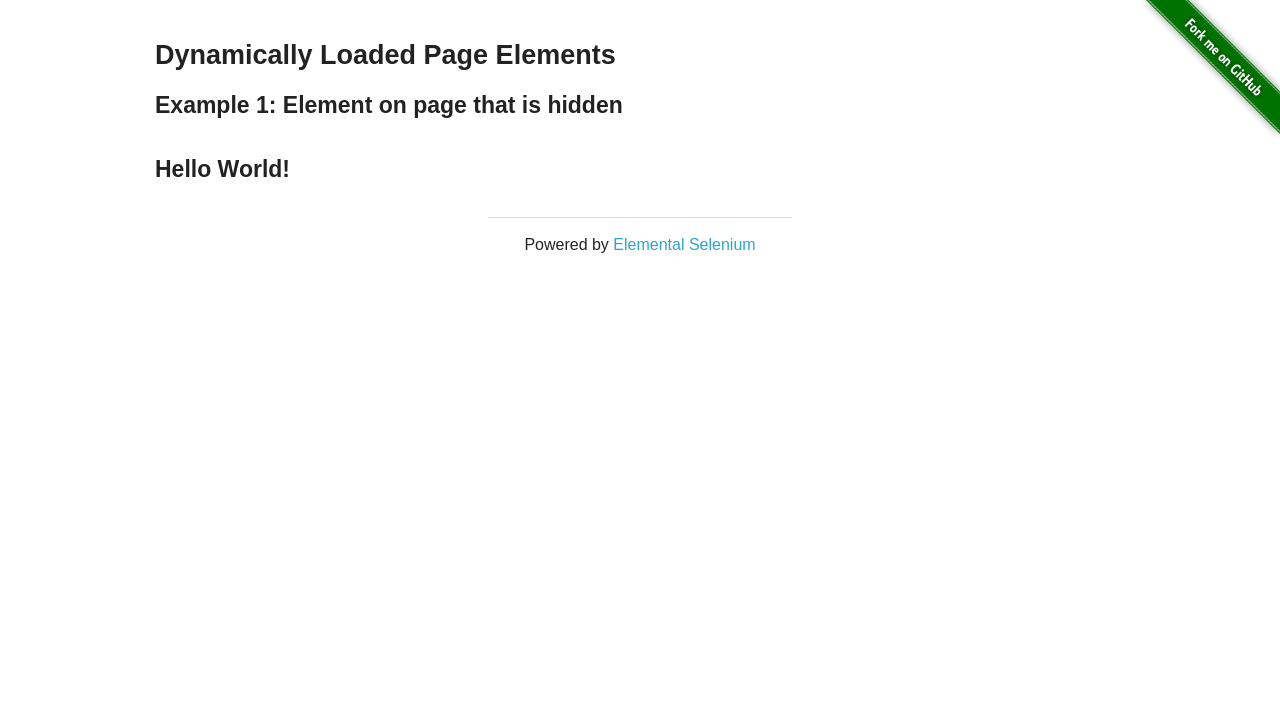 Dynamically Loaded Page Elements
Fork me on GitHub
Example 1: Element on page that is hidden
Hello World!
Powered by Elemental Selenium